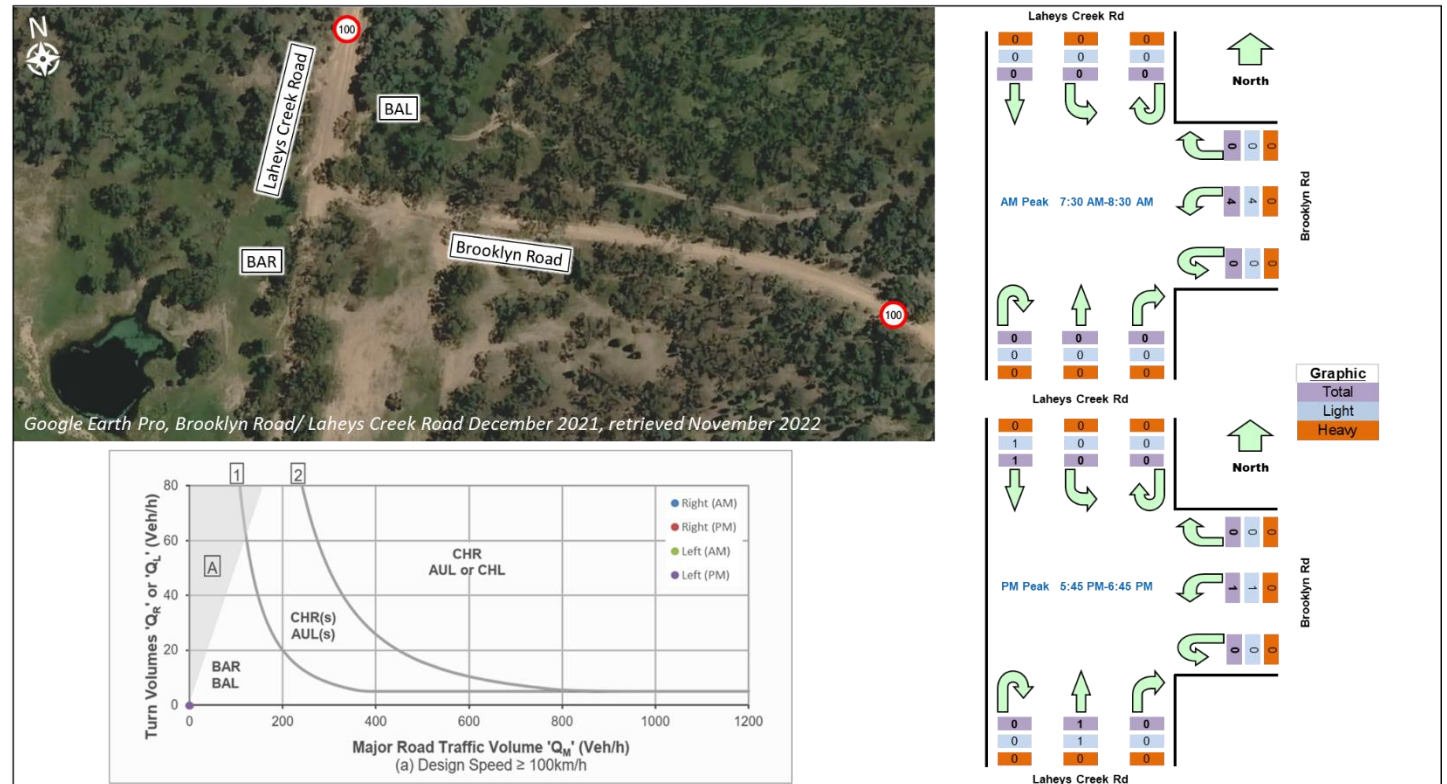 N
100
Laheys Creek Road
BAL
BAR
Brooklyn Road
100
Google Earth Pro, Brooklyn Road/ Laheys Creek Road December 2021, retrieved November 2022
1
2
80
60
40
20
0
Turn Volumes 'Q_R' or 'Q_L' (Veh/h)
A
BAR
BAL
CHR(s)
AUL(s)
CHR
AUL or CHL
Right (AM)
Right (PM)
Left (AM)
Left (PM)
0 200 400 600 800 1000 1200
Major Road Traffic Volume 'Q_M' (Veh/h)
(a) Design Speed ≥ 100km/h
Laheys Creek Rd
0 0 0
0 0 0
0 0 0
North
0 0 0
AM Peak 7:30 AM-8:30 AM
4 4 0
Brooklyn Rd
0 0 0
0 0 0
0 0 0
0 0 0
Laheys Creek Rd
Graphic
Total
Light
Heavy
0 0 0
1 0 0
1 0 0
North
0 0 0
PM Peak 5:45 PM-6:45 PM
1 1 0
Brooklyn Rd
0 0 0
0 1 0
0 1 0
0 0 0
Laheys Creek Rd